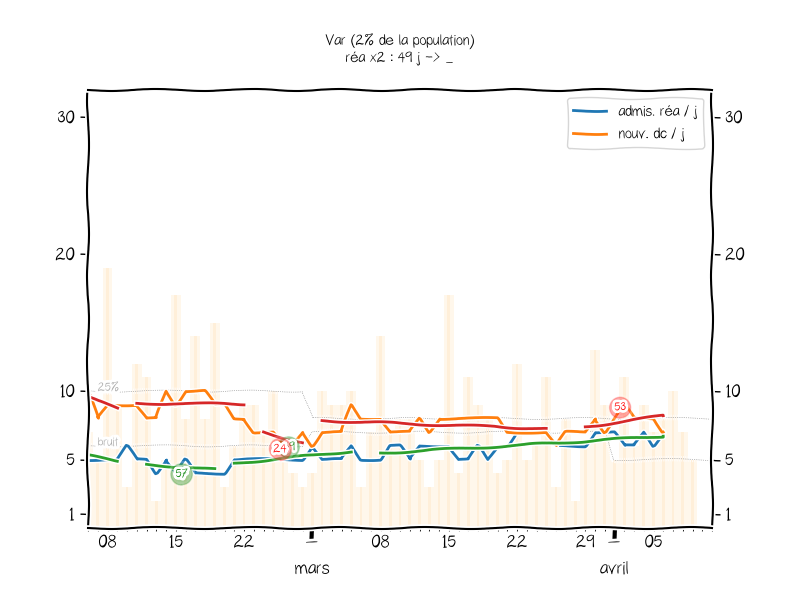 Var (2% de la population)
réa x2 : 49 j -> _
30
30
admis. réa / j
nouv. dc / j
20
20
10
10
25%
53
bruit
24
57
5
5
1
1
08 15 22 08 15 22 29 05
mars avril